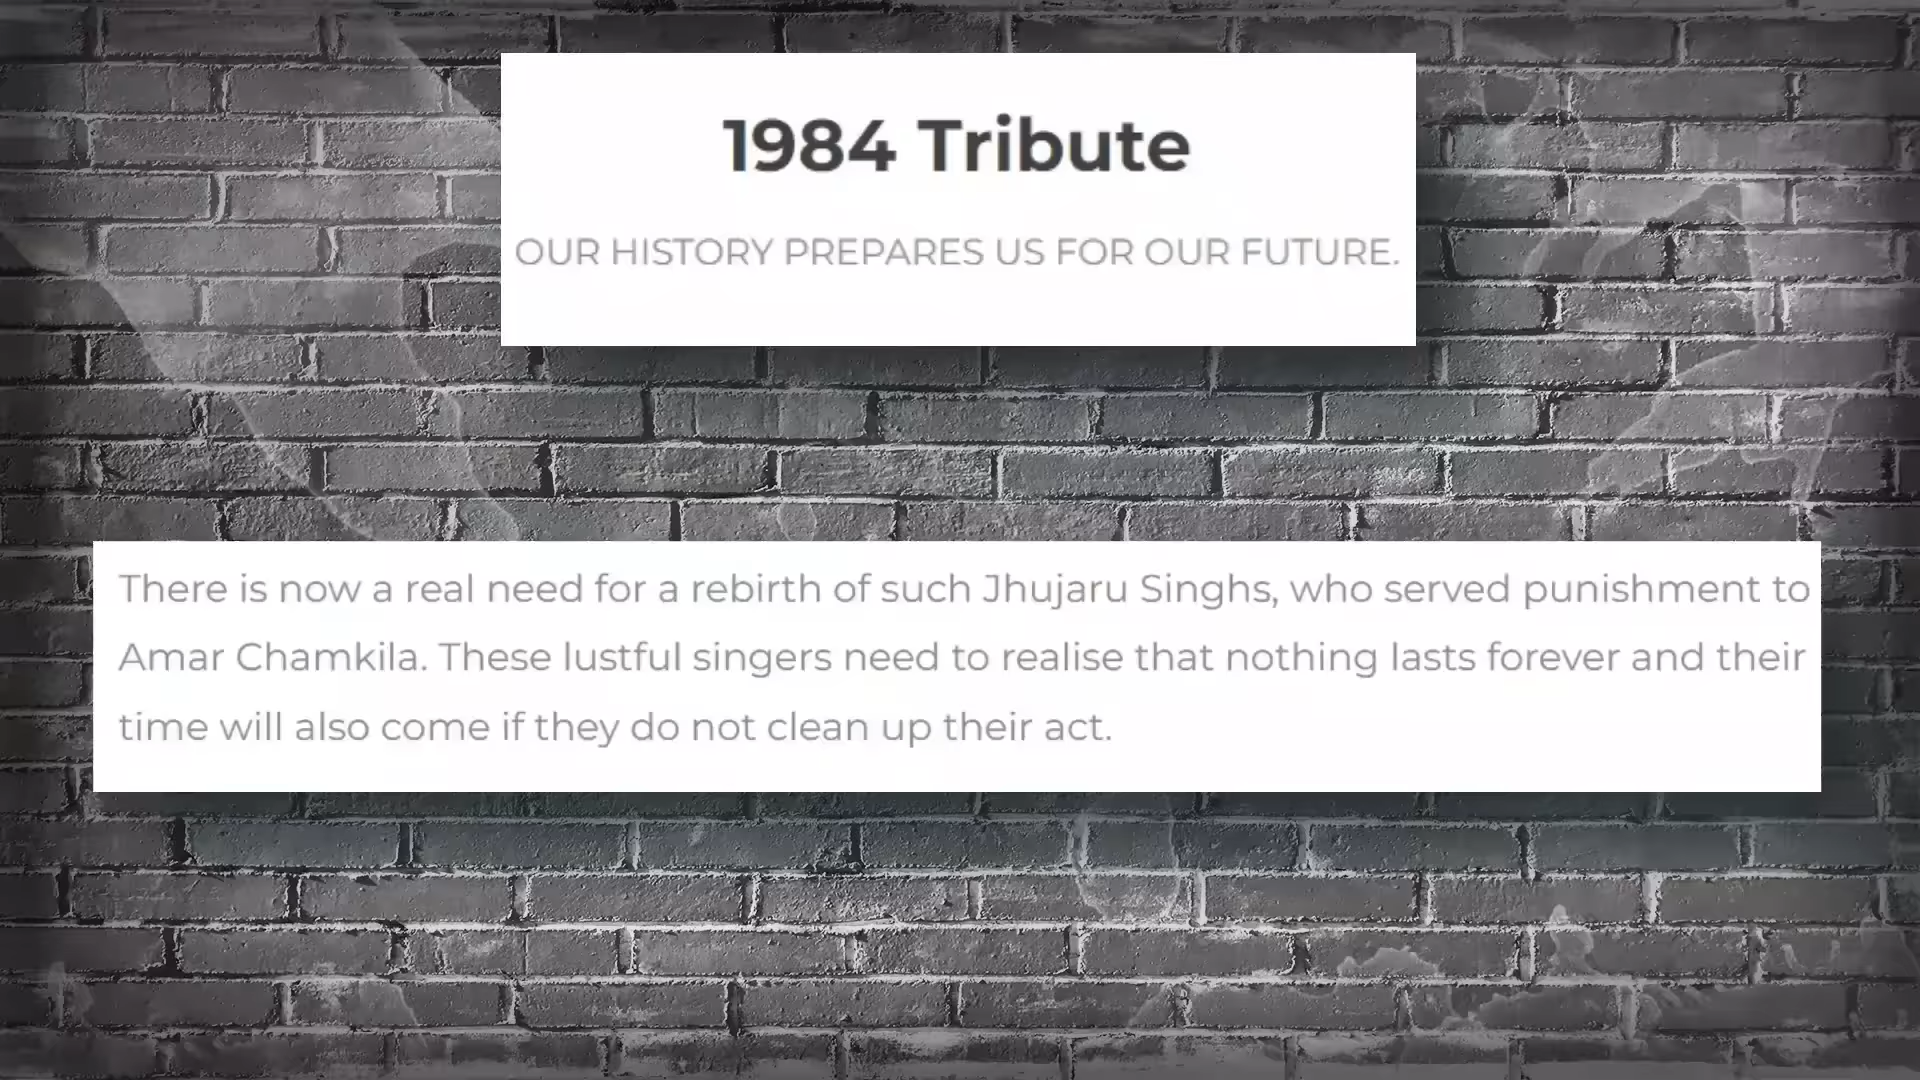 1984 Tribute
OUR HISTORY PREPARES US FOR OUR FUTURE.
There is now a real need for a rebirth of such Jhujaru Singhs, who served punishment to
Amar Chamkila. These lustful singers need to realise that nothing lasts forever and their
time will also come if they do not clean up their act.